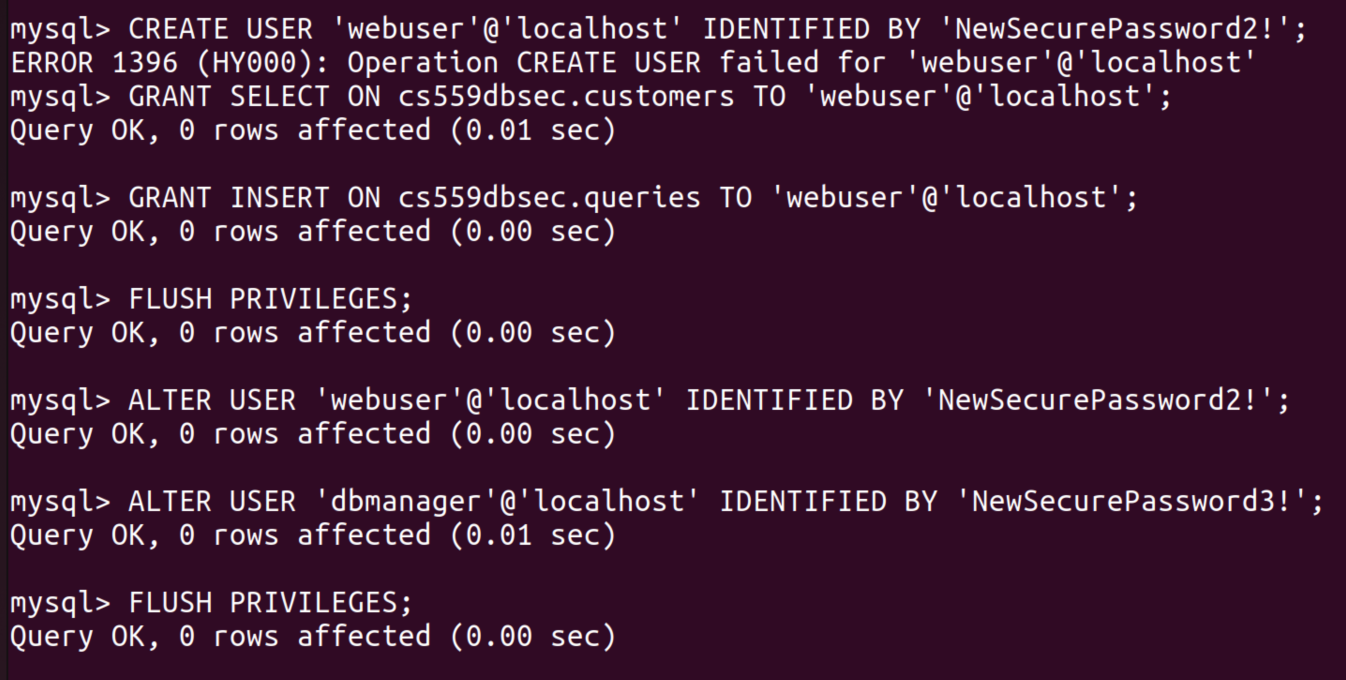 mysql> CREATE USER 'webuser'@'localhost' IDENTIFIED BY 'NewSecurePassword2!';
ERROR 1396 (HY000): Operation CREATE USER failed for 'webuser'@'localhost'
mysql> GRANT SELECT ON cs559dbsec.customers TO 'webuser'@'localhost';
Query OK, 0 rows affected (0.01 sec)
mysql> GRANT INSERT ON cs559dbsec.queries TO 'webuser'@'localhost';
Query OK, 0 rows affected (0.00 sec)
mysql> FLUSH PRIVILEGES;
Query OK, 0 rows affected (0.00 sec)
mysql> ALTER USER 'webuser'@'localhost' IDENTIFIED BY 'NewSecurePassword2!';
Query OK, 0 rows affected (0.00 sec)
mysql> ALTER USER 'dbmanager'@'localhost' IDENTIFIED BY 'NewSecurePassword3!';
Query OK, 0 rows affected (0.01 sec)
mysql> FLUSH PRIVILEGES;
Query OK, 0 rows affected (0.00 sec)